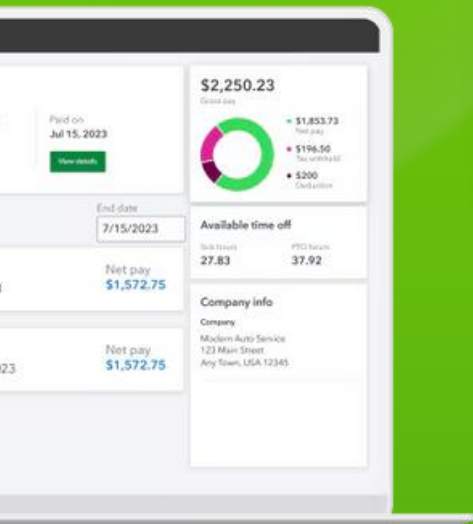 Paid on
Jul 15, 2023
View details
End date
7/15/2023
Net pay
$1,572.75
Net pay
023
$1,572.75
$2,250.23
Gross pay
$1,853.73
Net pay
$196.50
Tax withheld
$200
Deduction
Available time off
Sick hours
PTO hours
27.83
37.92
Company info
Company
Modern Auto Service
123 Main Street
Any Town, USA 12345